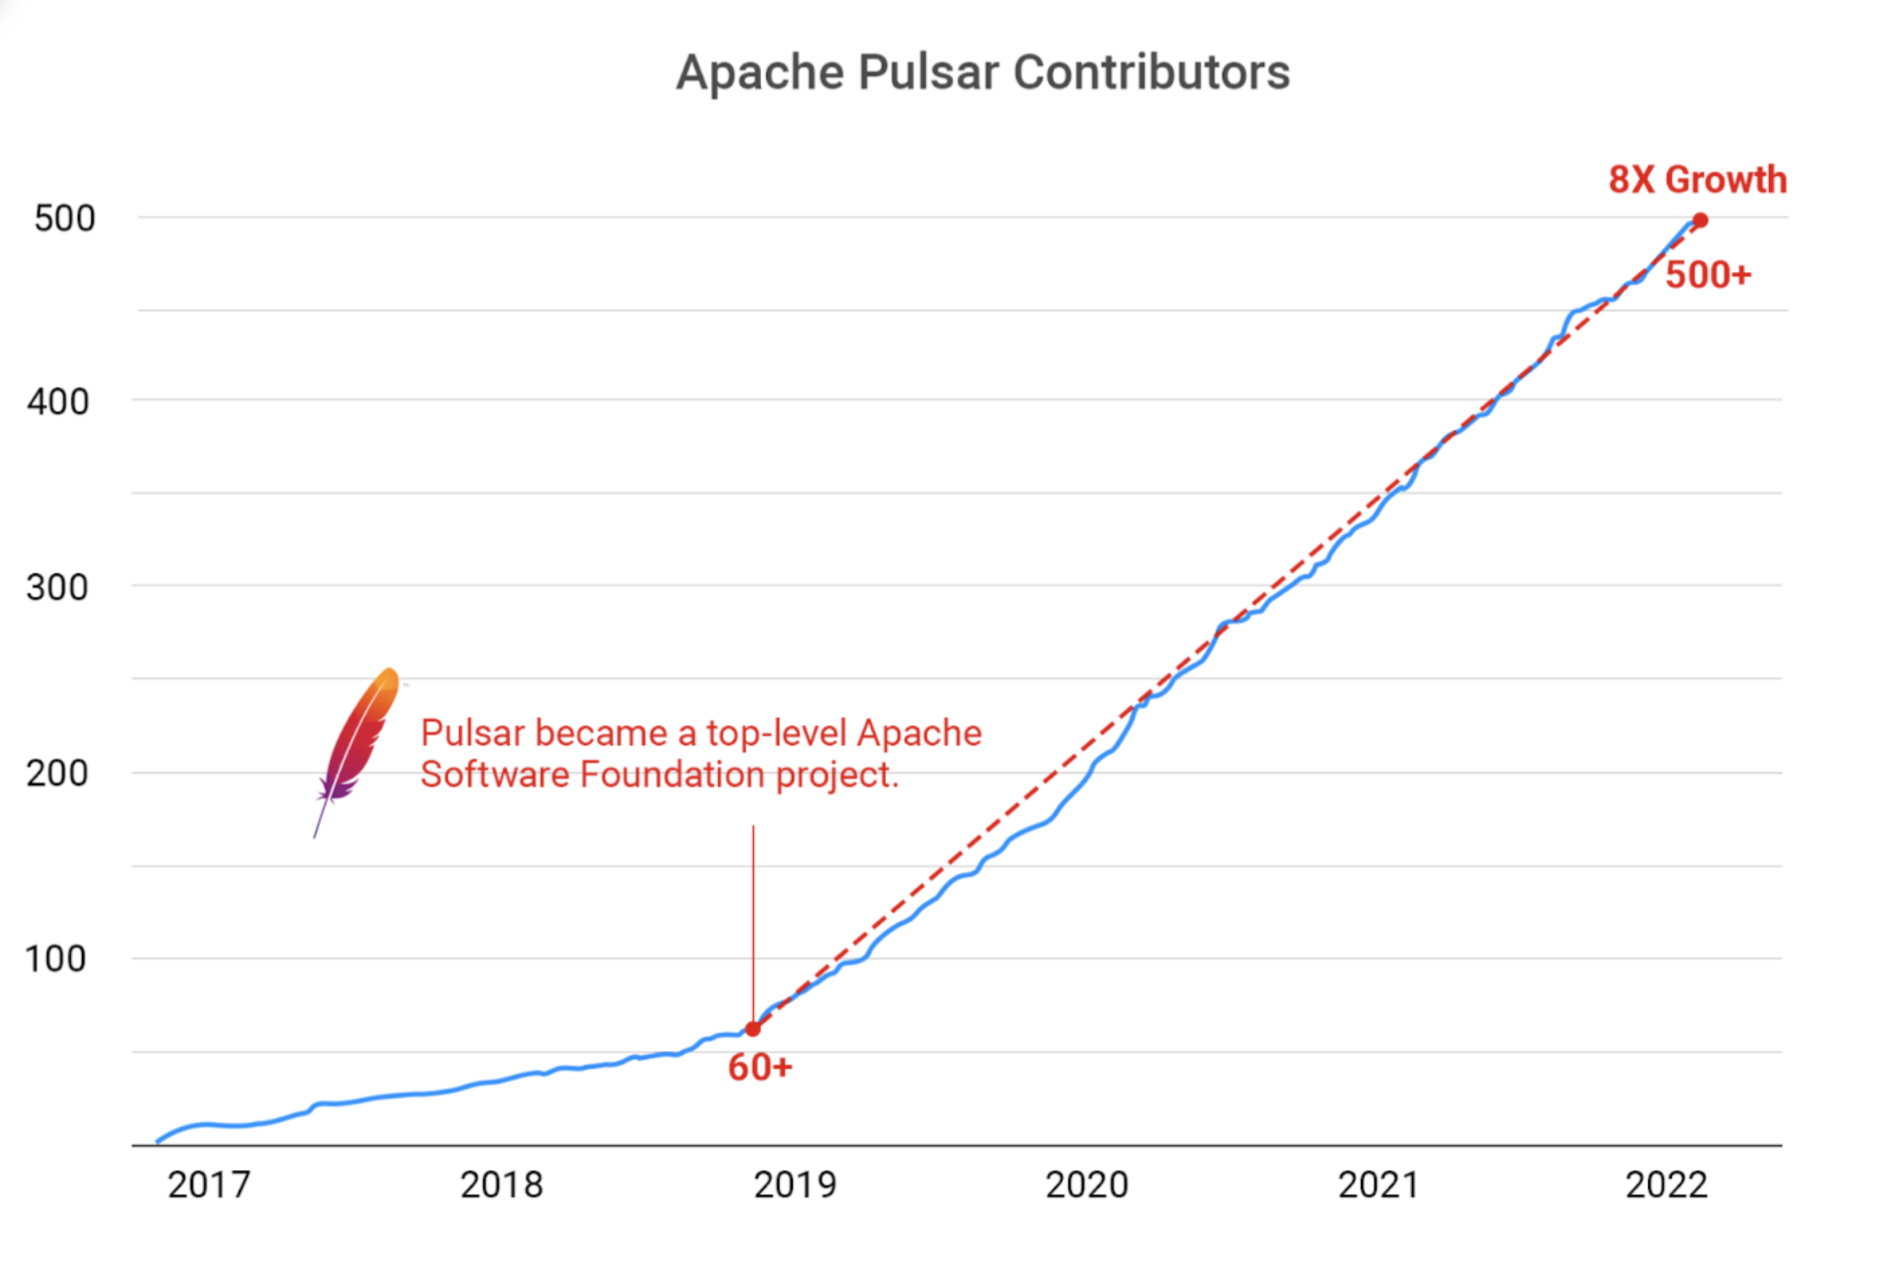 Apache Pulsar Contributors
8X Growth
500
500+
400
300
Pulsar became a top-level Apache
Software Foundation project.
200
100
60+
2017 2018 2019 2020 2021 2022